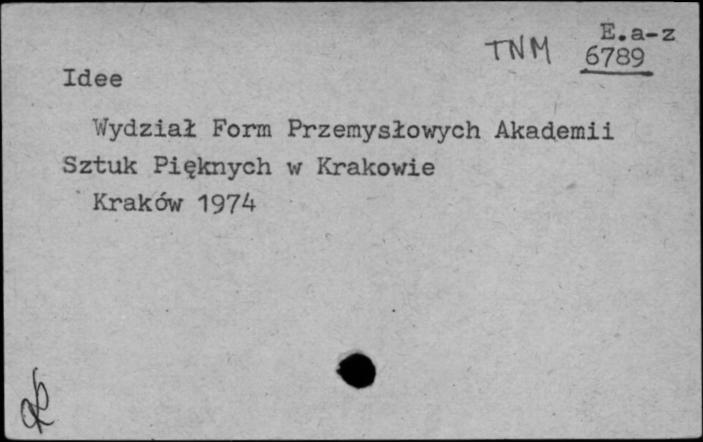 E.a-z
TNM 6789
Idee
Wydział Form Przemysłowych Akademii
Sztuk Pięknych w Krakowie
Kraków 1974